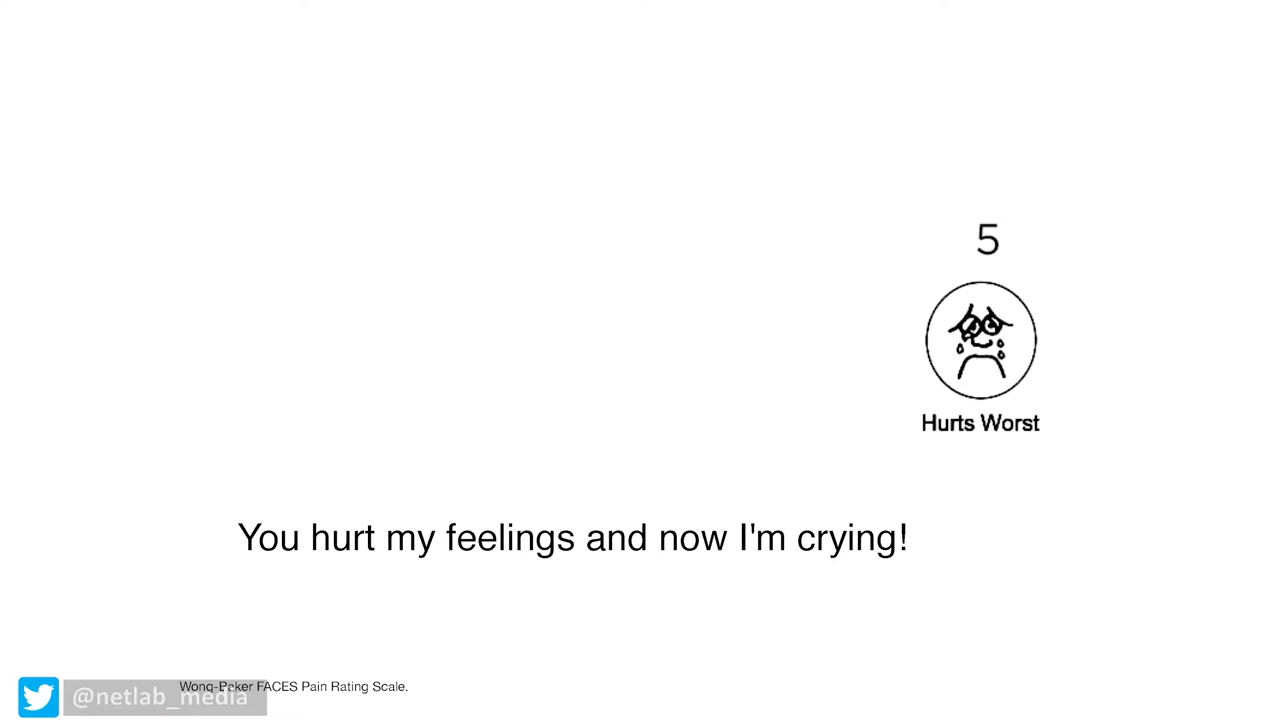 5
Hurts Worst
You hurt my feelings and now I'm crying!
Wong-Baker FACES Pain Rating Scale.
@netlab_media